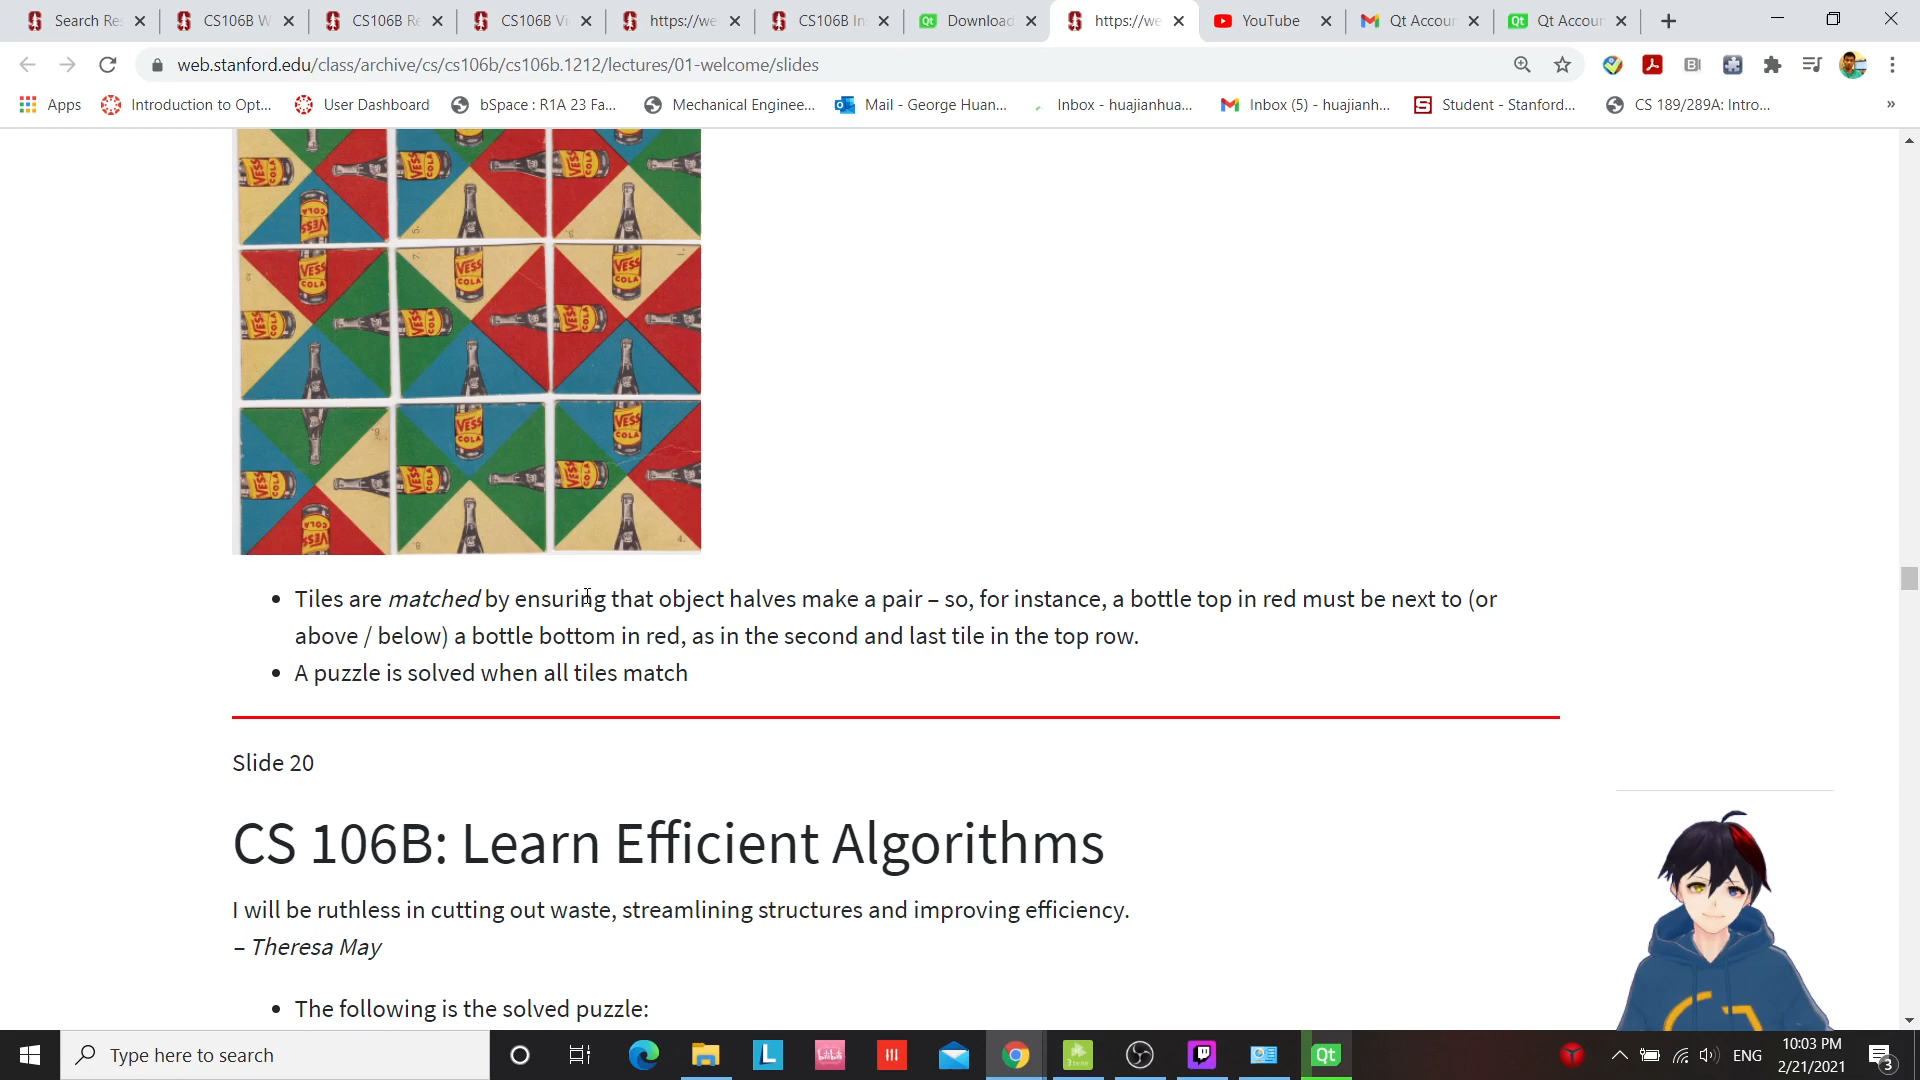 Search Res
CS106B W
CS106B Re
CS106B Vi
https://we
CS106B In
Download
https://we
YouTube
Qt Accoun
Qt Accoun
web.stanford.edu/class/archive/cs/cs106b/cs106b.1212/lectures/01-welcome/slides
Apps
Introduction to Opt...
User Dashboard
bSpace : R1A 23 Fa...
Mechanical Enginee...
Mail - George Huan...
Inbox - huajianhua...
Inbox (5) - huajianh...
Student - Stanford...
CS 189/289A: Intro...
VESS COLA
Tiles are matched by ensuring that object halves make a pair – so, for instance, a bottle top in red must be next to (or
above / below) a bottle bottom in red, as in the second and last tile in the top row.
A puzzle is solved when all tiles match
Slide 20
CS 106B: Learn Efficient Algorithms
I will be ruthless in cutting out waste, streamlining structures and improving efficiency.
– Theresa May
The following is the solved puzzle:
Type here to search
ENG
10:03 PM
2/21/2021
3